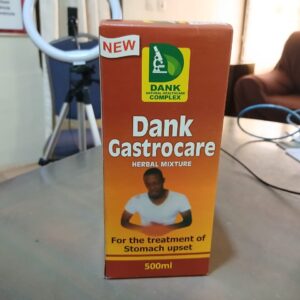 NEW
DANK
NATURAL HEALTHCARE
COMPLEX
Dank
Gastrocare
HERBAL MIXTURE
For the treatment of
Stomach upset
500ml